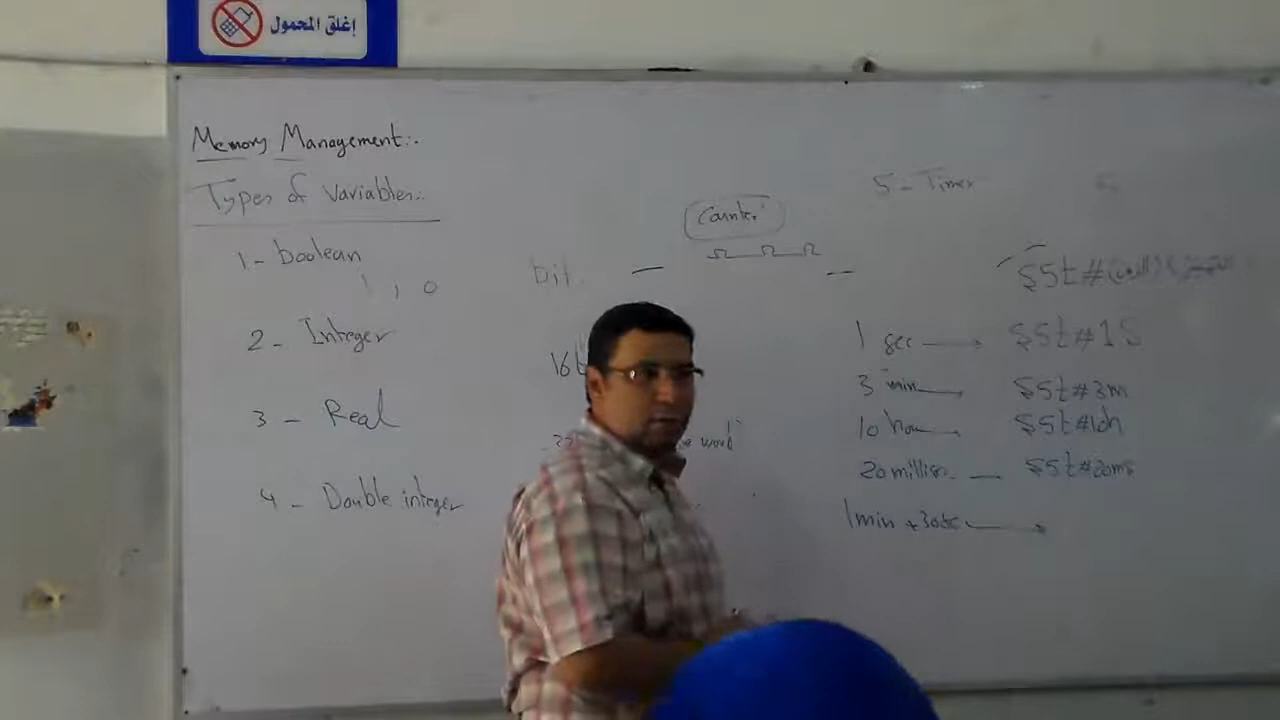 إغلق المحمول
Memory Management:.
Types of Variables:.
1- boolean
1 , 0
bit
2 - Integer
16
3 - Real
word
4 - Double integer
Counter
5 - Timer
S5t#
1 sec → S5t#1S
3 min → S5t#3m
10 hour → S5t#10h
20 millisec — S5t#20ms
1min +30sec →